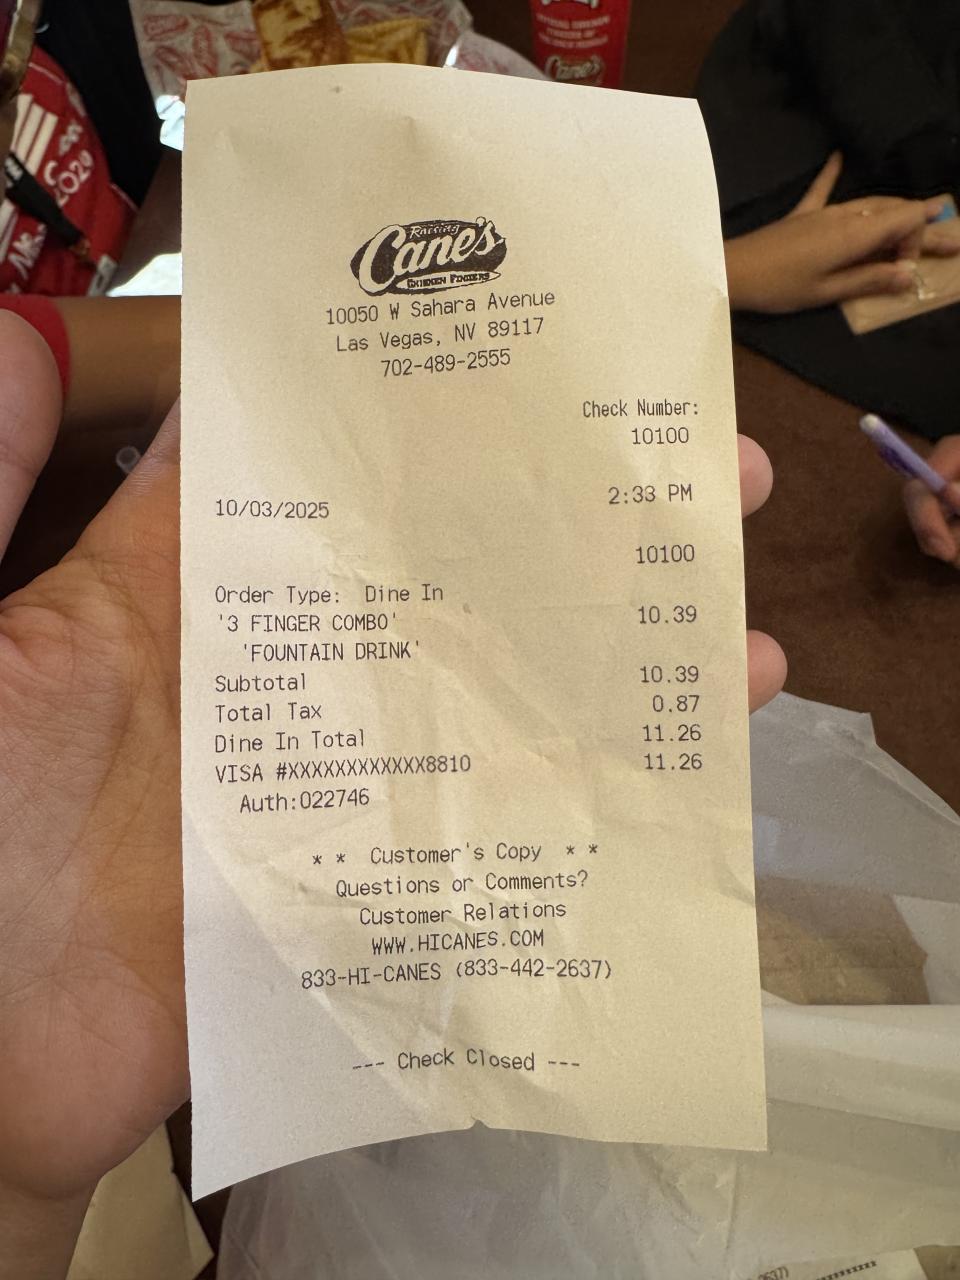 Raising
Cane's
CHICKEN FINGERS
10050 W Sahara Avenue
Las Vegas, NV 89117
702-489-2555
Check Number:
10100
10/03/2025 2:33 PM
10100
Order Type: Dine In
'3 FINGER COMBO' 10.39
'FOUNTAIN DRINK'
Subtotal 10.39
Total Tax 0.87
Dine In Total 11.26
VISA #XXXXXXXXXXXX8810 11.26
Auth:022746
* * Customer's Copy * *
Questions or Comments?
Customer Relations
WWW.HICANES.COM
833-HI-CANES (833-442-2637)
--- Check Closed ---
Cane's